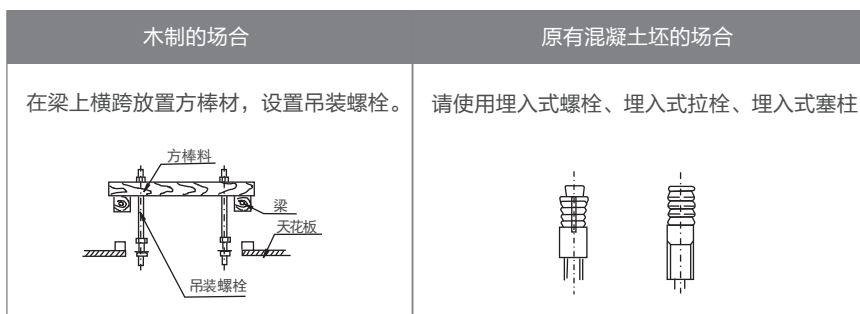 木制的场合
原有混凝土坯的场合
在梁上横跨放置方棒材，设置吊装螺栓。
请使用埋入式螺栓、埋入式拉栓、埋入式塞柱
方棒料
梁
天花板
吊装螺栓